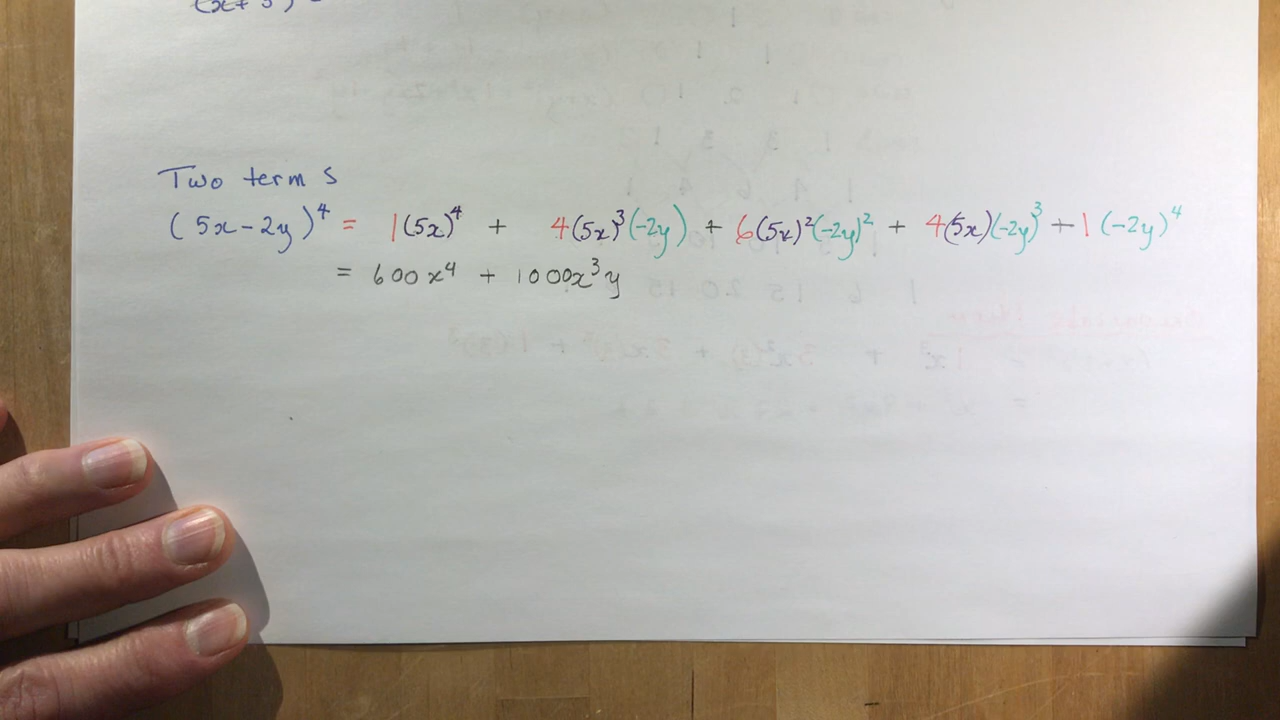 Two terms
(5x-2y)⁴ = 1(5x)⁴ + 4(5x)³(-2y) + 6(5x)²(-2y)² + 4(5x)(-2y)³ + 1(-2y)⁴
= 600x⁴ + 1000x³y